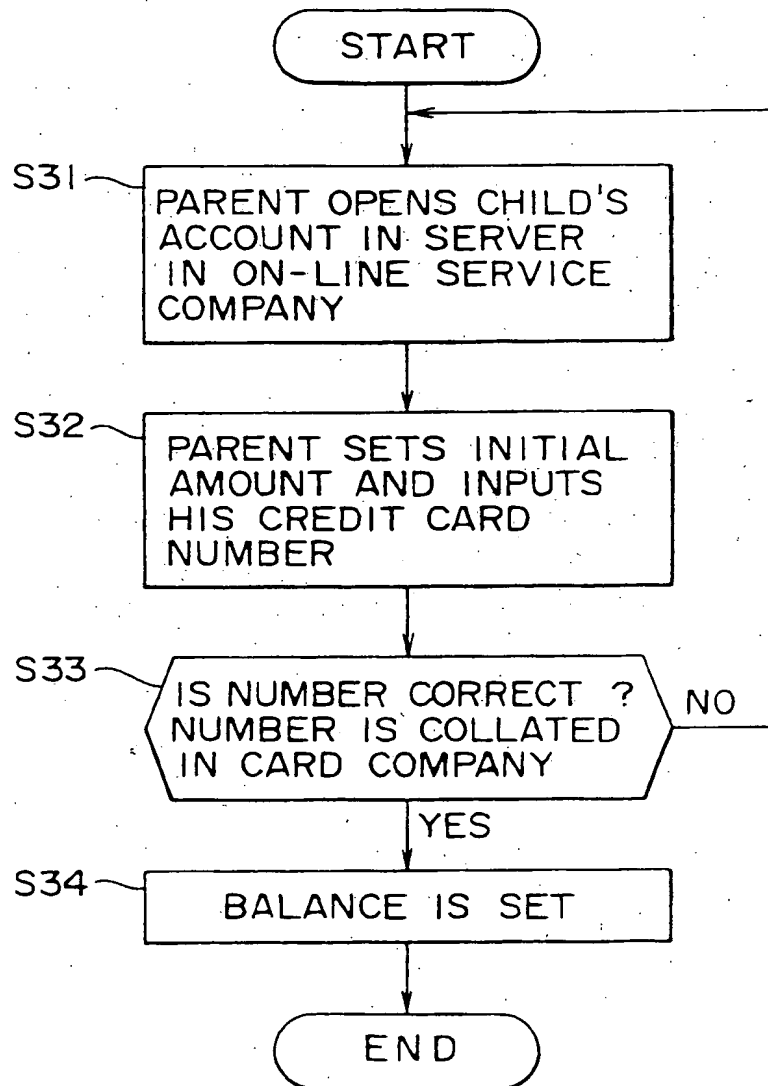 START
S31
PARENT OPENS CHILD'S
ACCOUNT IN SERVER
IN ON-LINE SERVICE
COMPANY
S32
PARENT SETS INITIAL
AMOUNT AND INPUTS
HIS CREDIT CARD
NUMBER
S33
IS NUMBER CORRECT ?
NUMBER IS COLLATED
IN CARD COMPANY
NO
YES
S34
BALANCE IS SET
END